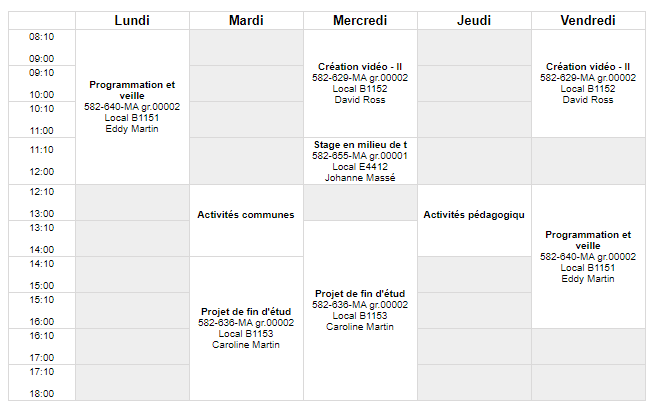 Lundi Mardi Mercredi Jeudi Vendredi
08:10
09:00
09:10
10:00
10:10
11:00
11:10
12:00
12:10
13:00
13:10
14:00
14:10
15:00
15:10
16:00
16:10
17:00
17:10
18:00
Programmation et
veille
582-640-MA gr.00002
Local B1151
Eddy Martin
Activités communes
Projet de fin d'étud
582-636-MA gr.00002
Local B1153
Caroline Martin
Création vidéo - II
582-629-MA gr.00002
Local B1152
David Ross
Stage en milieu de t
582-655-MA gr.00001
Local E4412
Johanne Massé
Projet de fin d'étud
582-636-MA gr.00002
Local B1153
Caroline Martin
Activités pédagogiqu
Création vidéo - II
582-629-MA gr.00002
Local B1152
David Ross
Programmation et
veille
582-640-MA gr.00002
Local B1151
Eddy Martin